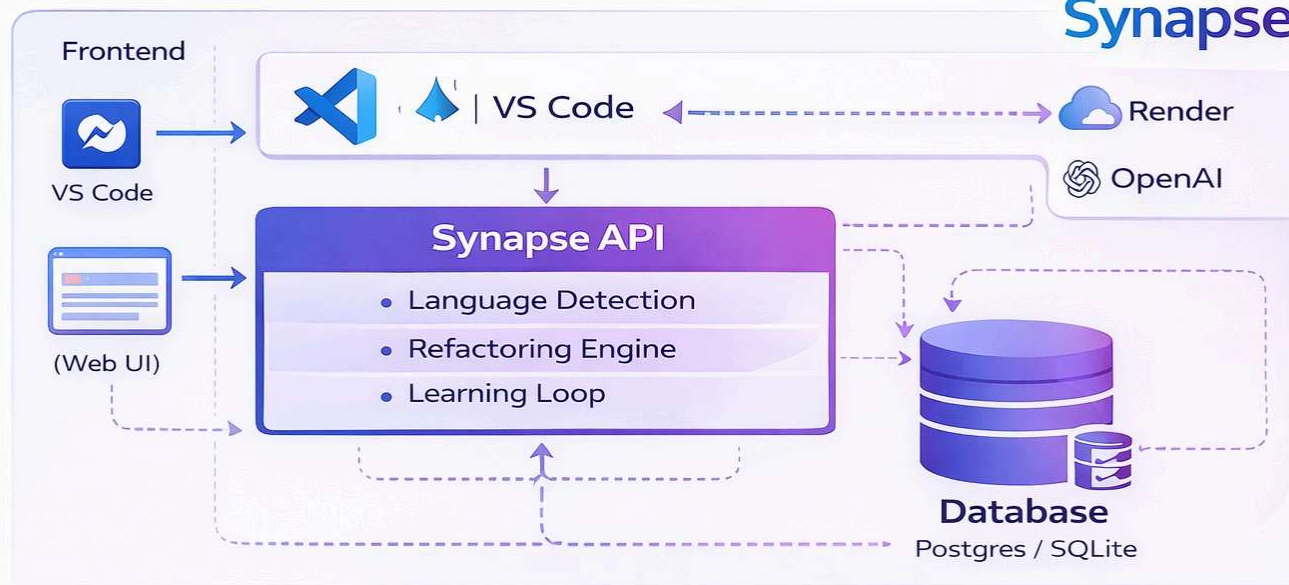 Synapse
Frontend
| VS Code
Render
OpenAI
VS Code
Synapse API
• Language Detection
• Refactoring Engine
• Learning Loop
(Web UI)
Database
Postgres / SQLite